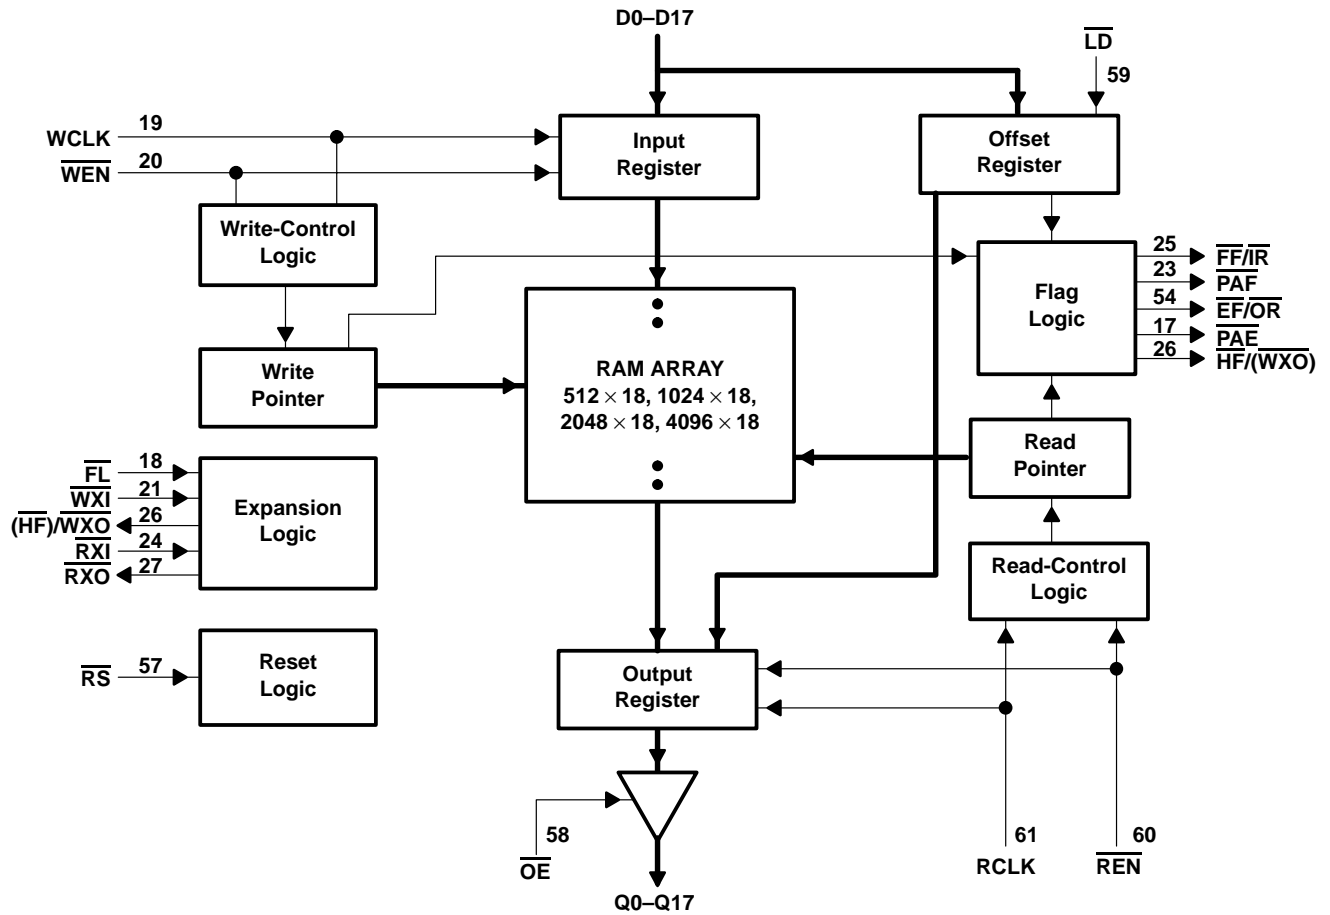 D0–D17
LD
59
WCLK
19
WEN
20
Input
Register
Offset
Register
Write-Control
Logic
Flag
Logic
25
FF/IR
23
PAF
54
EF/OR
17
PAE
26
HF/(WXO)
Write
Pointer
RAM ARRAY
512 × 18, 1024 × 18,
2048 × 18, 4096 × 18
Read
Pointer
FL
18
WXI
21
(HF)/WXO
26
RXI
24
RXO
27
Expansion
Logic
Read-Control
Logic
RS
57
Reset
Logic
Output
Register
58
OE
61
RCLK
60
REN
Q0–Q17